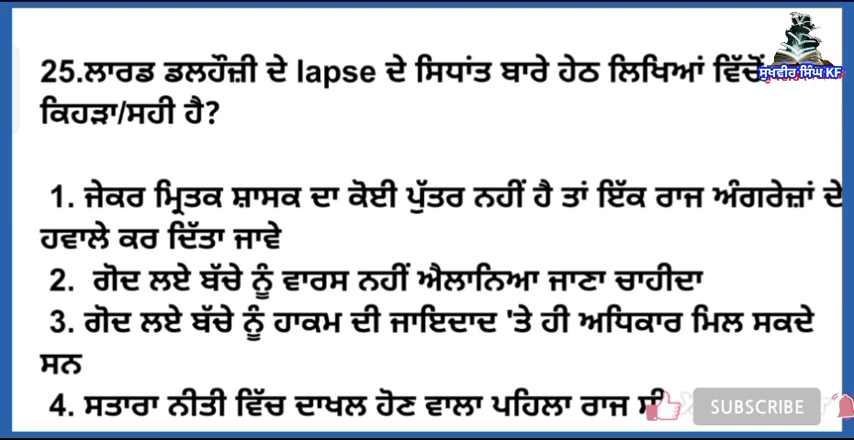 ਸੁਖਵੀਰ ਸਿੰਘ KF
25.ਲਾਰਡ ਡਲਹੌਜ਼ੀ ਦੇ lapse ਦੇ ਸਿਧਾਂਤ ਬਾਰੇ ਹੇਠ ਲਿਖਿਆਂ ਵਿੱਚੋਂ
ਕਿਹੜਾ/ਸਹੀ ਹੈ?
1. ਜੇਕਰ ਮ੍ਰਿਤਕ ਸ਼ਾਸਕ ਦਾ ਕੋਈ ਪੁੱਤਰ ਨਹੀਂ ਹੈ ਤਾਂ ਇੱਕ ਰਾਜ ਅੰਗਰੇਜ਼ਾਂ ਦੇ
ਹਵਾਲੇ ਕਰ ਦਿੱਤਾ ਜਾਵੇ
2. ਗੋਦ ਲਏ ਬੱਚੇ ਨੂੰ ਵਾਰਸ ਨਹੀਂ ਐਲਾਨਿਆ ਜਾਣਾ ਚਾਹੀਦਾ
3. ਗੋਦ ਲਏ ਬੱਚੇ ਨੂੰ ਹਾਕਮ ਦੀ ਜਾਇਦਾਦ 'ਤੇ ਹੀ ਅਧਿਕਾਰ ਮਿਲ ਸਕਦੇ
ਸਨ
4. ਸਤਾਰਾ ਨੀਤੀ ਵਿੱਚ ਦਾਖਲ ਹੋਣ ਵਾਲਾ ਪਹਿਲਾ ਰਾਜ ਸੀ SUBSCRIBE